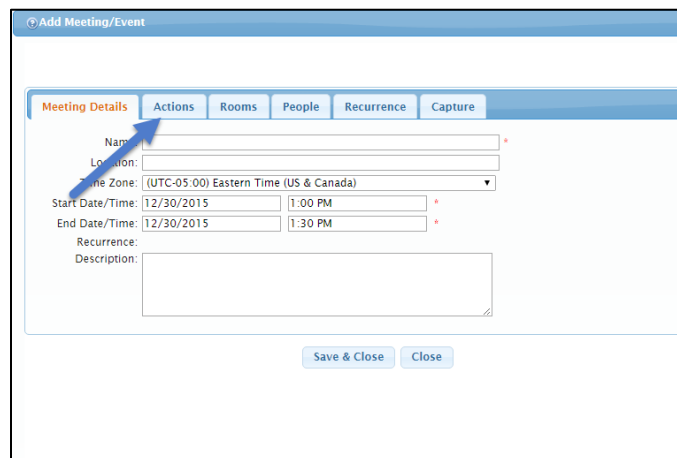 Add Meeting/Event
Meeting Details Actions Rooms People Recurrence Capture
Name: *
Location:
Time Zone: (UTC-05:00) Eastern Time (US & Canada)
Start Date/Time: 12/30/2015 1:00 PM *
End Date/Time: 12/30/2015 1:30 PM *
Recurrence:
Description:
Save & Close Close